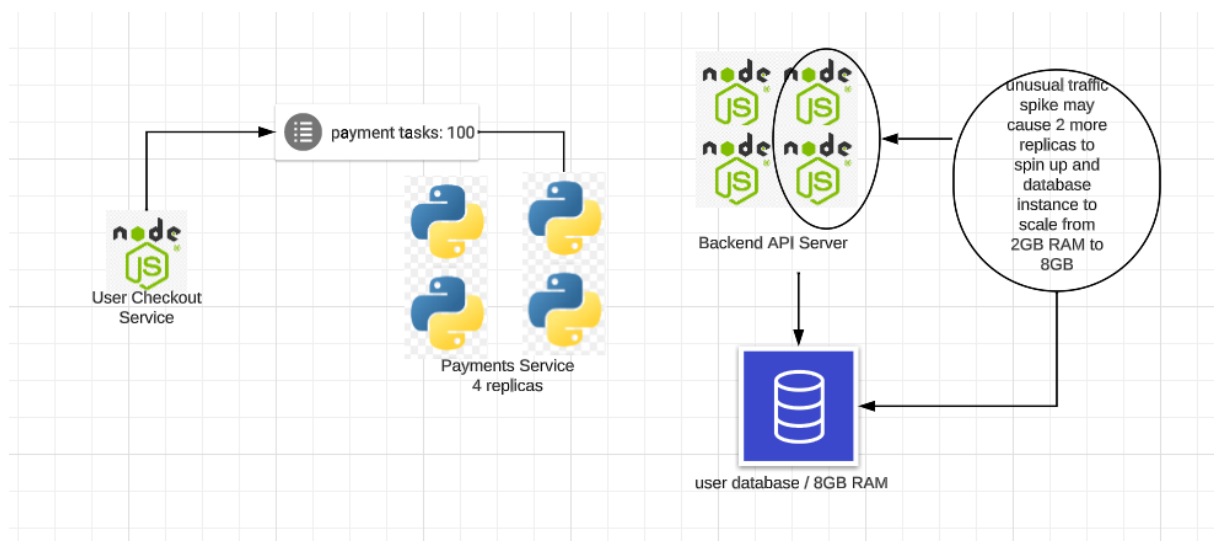 payment tasks: 100
node
JS
User Checkout
Service
Payments Service
4 replicas
node
JS
node
JS
node
JS
node
JS
Backend API Server
unusual traffic
spike may
cause 2 more
replicas to
spin up and
database
instance to
scale from
2GB RAM to
8GB
user database / 8GB RAM